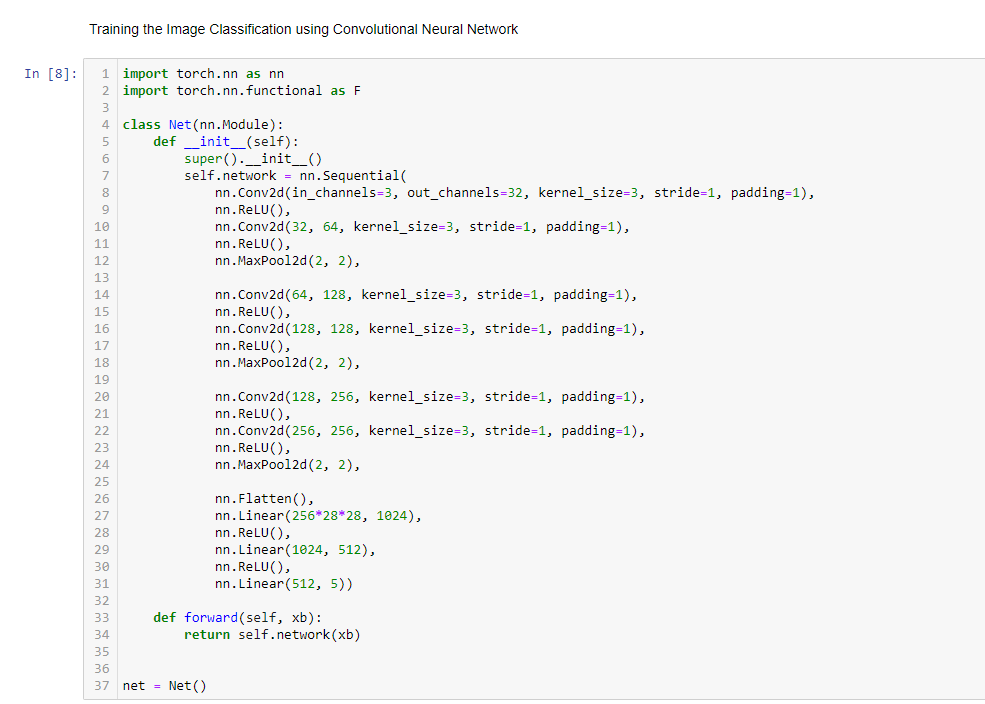 Training the Image Classification using Convolutional Neural Network
In [8]:
1 import torch.nn as nn
2 import torch.nn.functional as F
3
4 class Net(nn.Module):
5     def __init__(self):
6         super().__init__()
7         self.network = nn.Sequential(
8             nn.Conv2d(in_channels=3, out_channels=32, kernel_size=3, stride=1, padding=1),
9             nn.ReLU(),
10             nn.Conv2d(32, 64, kernel_size=3, stride=1, padding=1),
11             nn.ReLU(),
12             nn.MaxPool2d(2, 2),
13
14             nn.Conv2d(64, 128, kernel_size=3, stride=1, padding=1),
15             nn.ReLU(),
16             nn.Conv2d(128, 128, kernel_size=3, stride=1, padding=1),
17             nn.ReLU(),
18             nn.MaxPool2d(2, 2),
19
20             nn.Conv2d(128, 256, kernel_size=3, stride=1, padding=1),
21             nn.ReLU(),
22             nn.Conv2d(256, 256, kernel_size=3, stride=1, padding=1),
23             nn.ReLU(),
24             nn.MaxPool2d(2, 2),
25
26             nn.Flatten(),
27             nn.Linear(256*28*28, 1024),
28             nn.ReLU(),
29             nn.Linear(1024, 512),
30             nn.ReLU(),
31             nn.Linear(512, 5))
32
33     def forward(self, xb):
34         return self.network(xb)
35
36
37 net = Net()